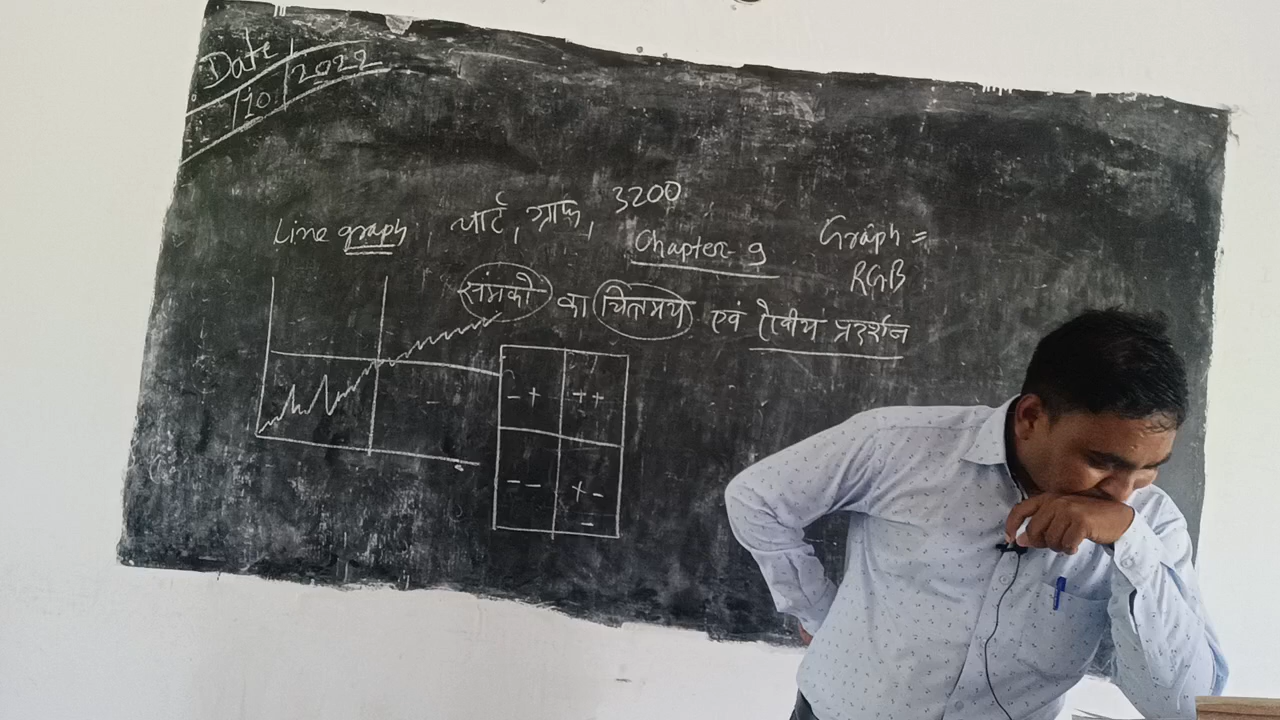 Date
10 2022
Line graph, चार्ट, ग्राफ, 3200
Chapter-9
Graph =
RGB
समंकों का चित्रमय एवं रैखीय प्रदर्शन
- + + +
- - + -
-